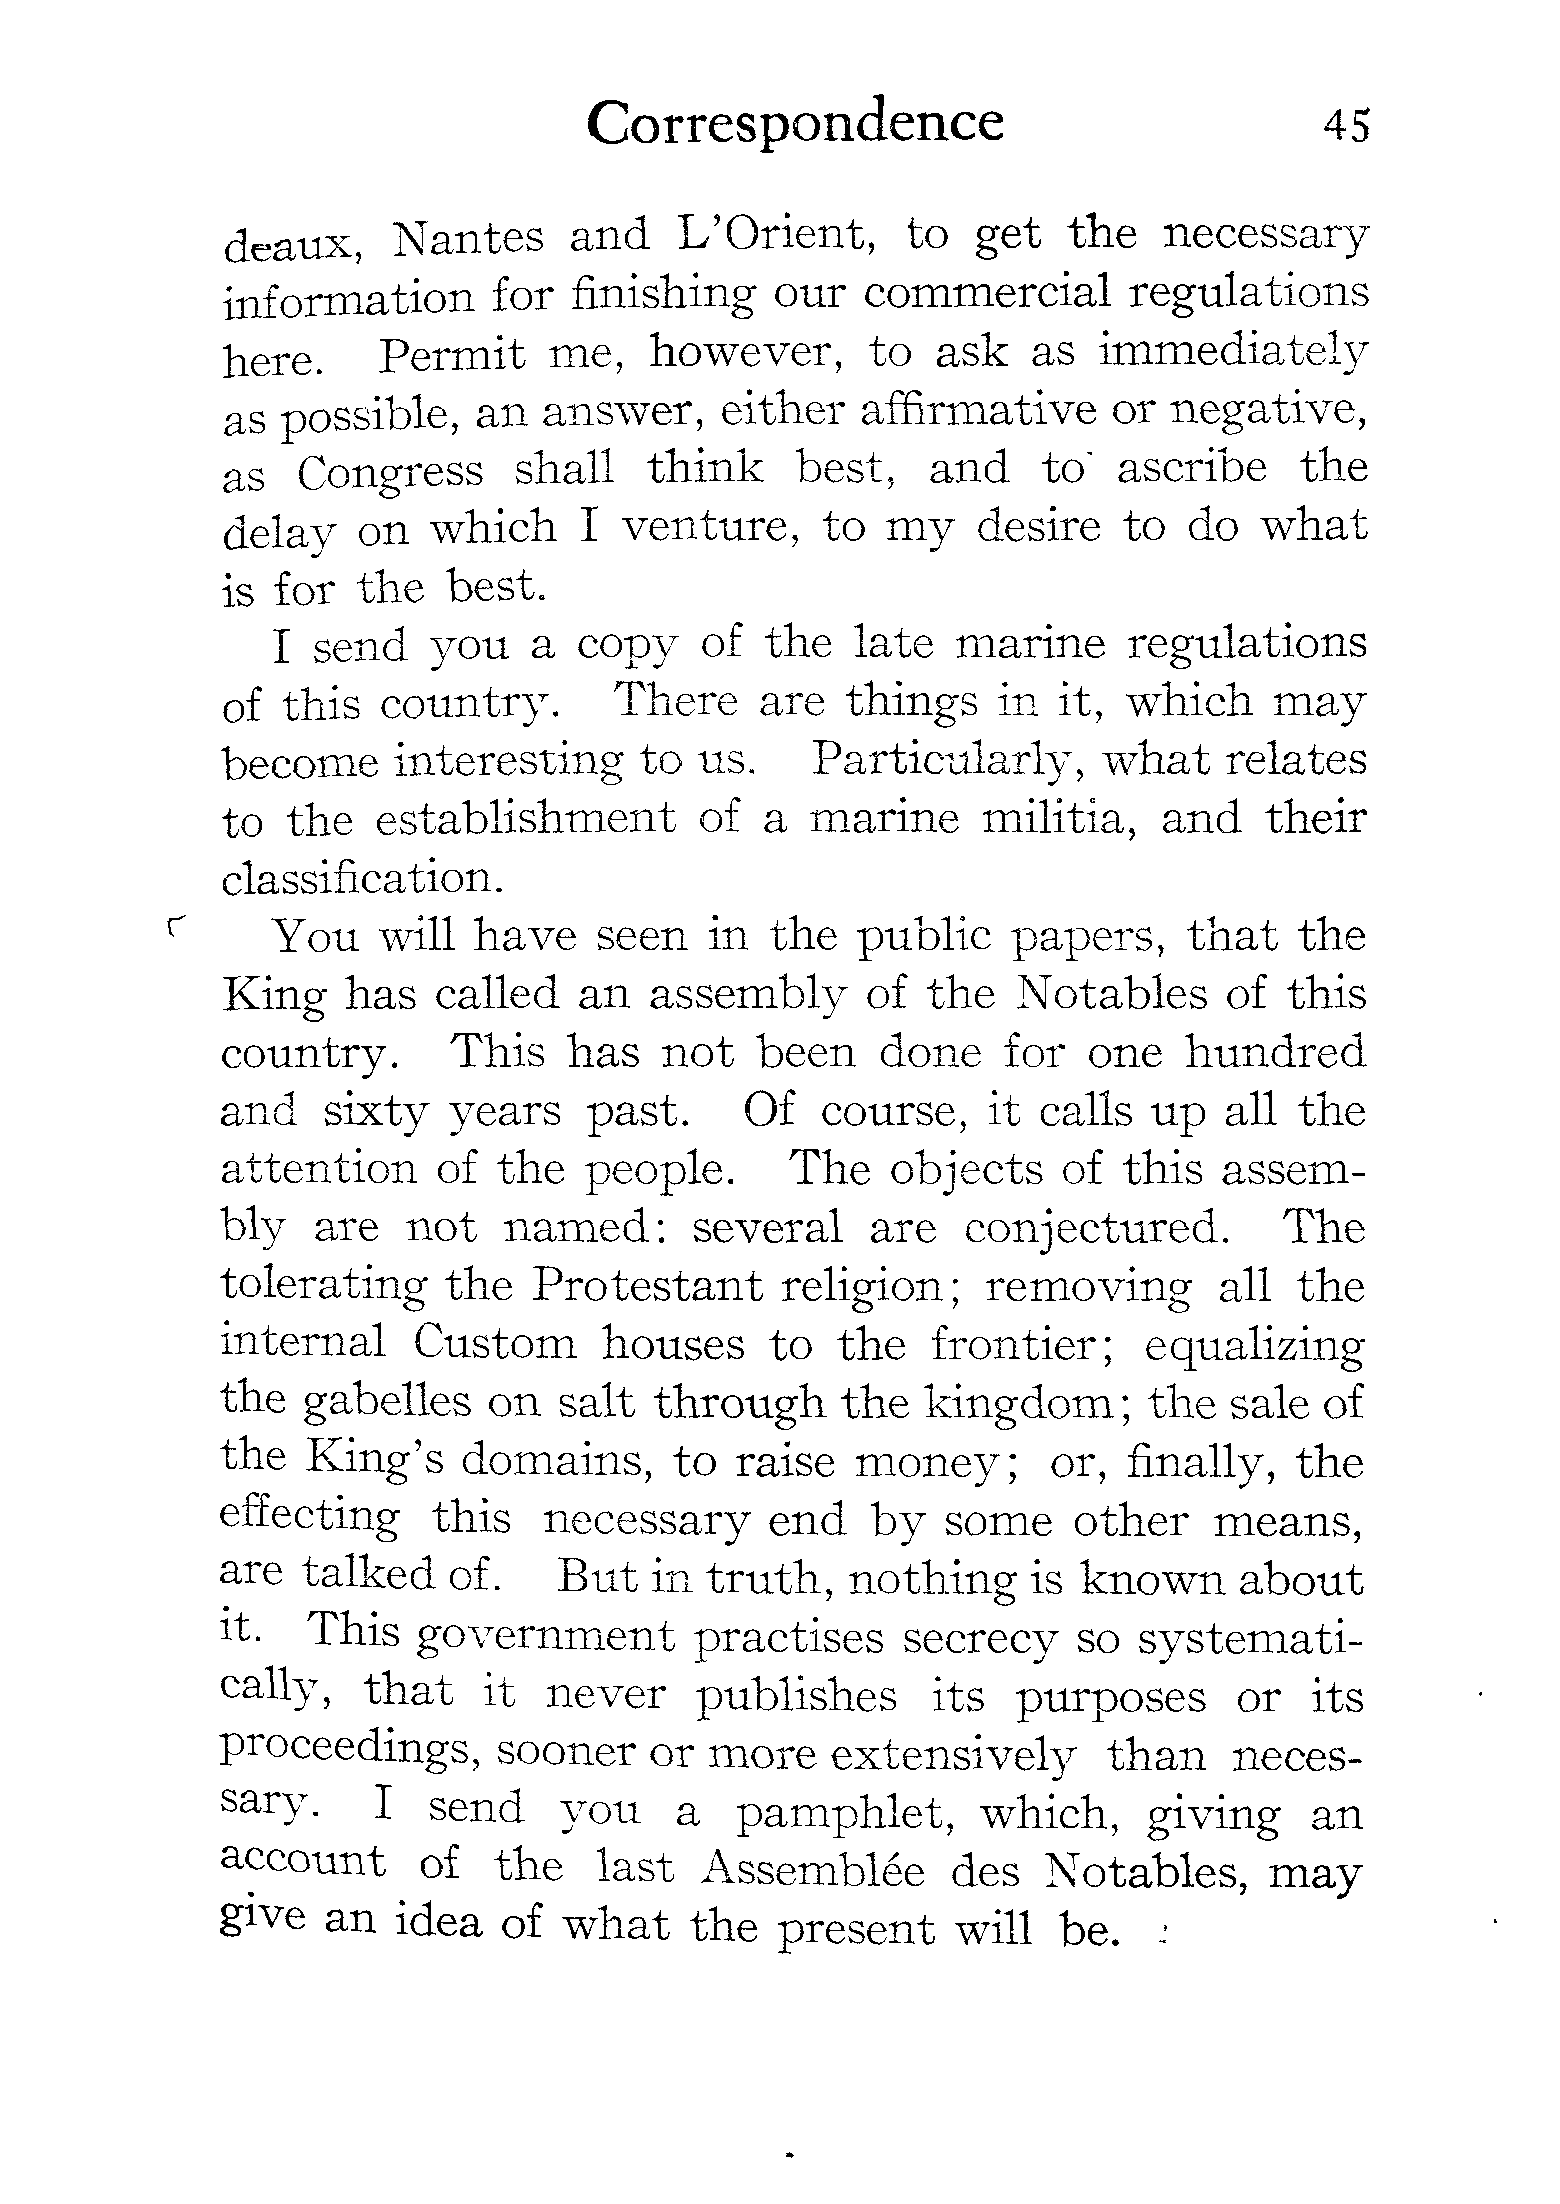 Correspondence 45
deaux, Nantes and L'Orient, to get the necessary
information for finishing our commercial regulations
here. Permit me, however, to ask as immediately
as possible, an answer, either affirmative or negative,
as Congress shall think best, and to ascribe the
delay on which I venture, to my desire to do what
is for the best.
I send you a copy of the late marine regulations
of this country. There are things in it, which may
become interesting to us. Particularly, what relates
to the establishment of a marine militia, and their
classification.
You will have seen in the public papers, that the
King has called an assembly of the Notables of this
country. This has not been done for one hundred
and sixty years past. Of course, it calls up all the
attention of the people. The objects of this assem-
bly are not named: several are conjectured. The
tolerating the Protestant religion; removing all the
internal Custom houses to the frontier; equalizing
the gabelles on salt through the kingdom; the sale of
the King's domains, to raise money; or, finally, the
effecting this necessary end by some other means,
are talked of. But in truth, nothing is known about
it. This government practises secrecy so systemati-
cally, that it never publishes its purposes or its
proceedings, sooner or more extensively than neces-
sary. I send you a pamphlet, which, giving an
account of the last Assemblée des Notables, may
give an idea of what the present will be.